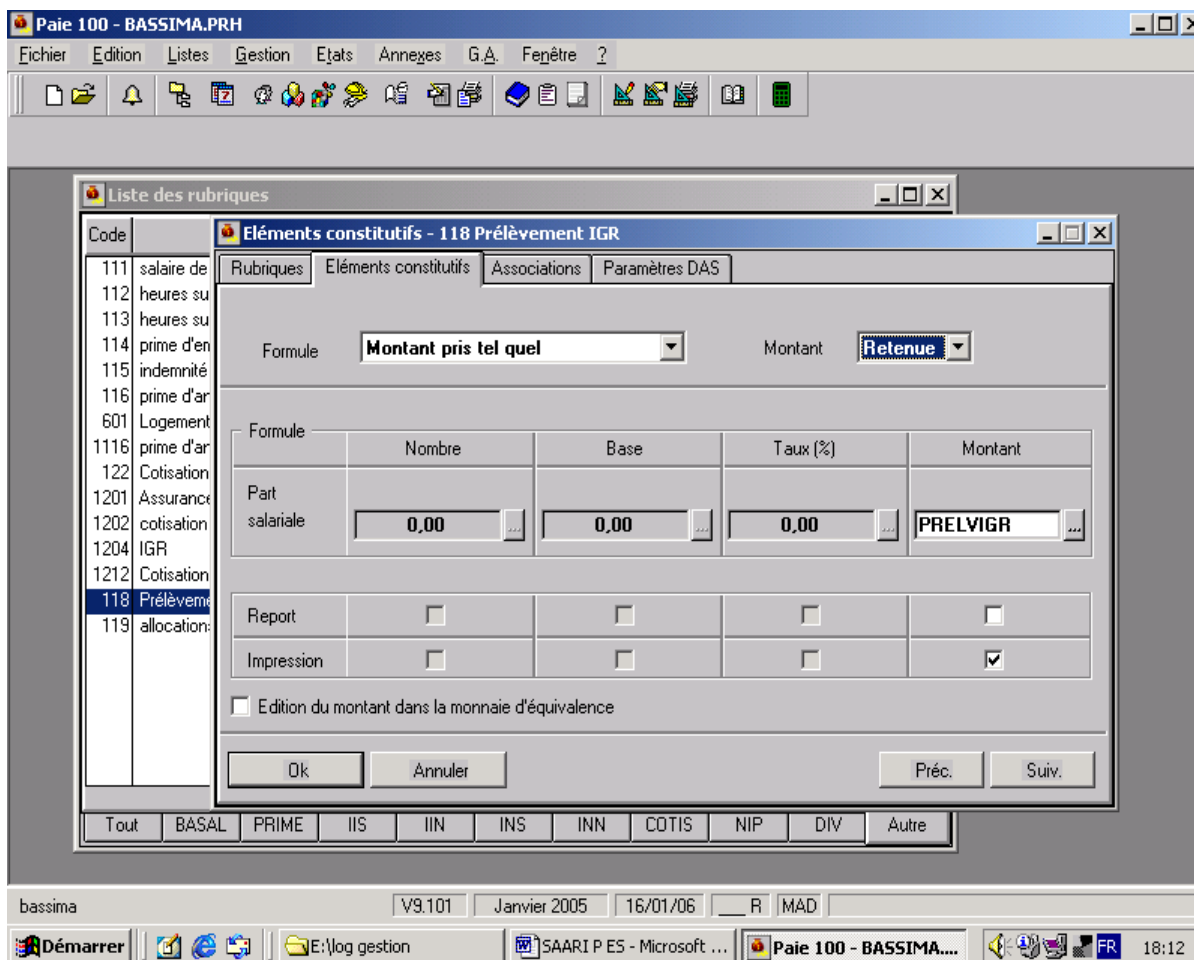 Paie 100 - BASSIMA.PRH
Fichier Edition Listes Gestion Etats Annexes G.A. Fenêtre ?
Liste des rubriques
Code
Eléments constitutifs - 118 Prélèvement IGR
Rubriques Eléments constitutifs Associations Paramètres DAS
111 salaire de
112 heures su
113 heures su
114 prime d'en
115 indemnité
116 prime d'an
601 Logement
1116 prime d'an
122 Cotisation
1201 Assurance
1202 cotisation
1204 IGR
1212 Cotisation
118 Prélèveme
119 allocation
Formule Montant pris tel quel Montant Retenue
Formule
Nombre Base Taux (%) Montant
Part
salariale 0,00 ... 0,00 ... 0,00 ... PRELVIGR ...
Report
Impression
Edition du montant dans la monnaie d'équivalence
Ok Annuler Préc. Suiv.
Tout BASAL PRIME IIS IIN INS INN COTIS NIP DIV Autre
bassima V9.101 Janvier 2005 16/01/06 ___ R MAD
Démarrer E:\log gestion SAARI P ES - Microsoft ... Paie 100 - BASSIMA.... FR 18:12